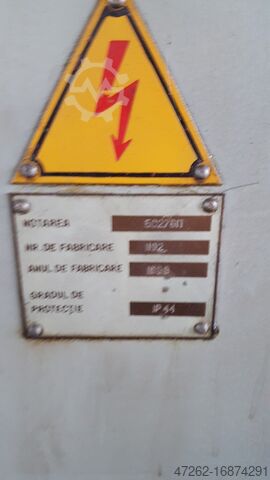 NOTAREA
NR. DE FABRICARE
ANUL DE FABRICARE
GRADUL DE
PROTECȚIE IP 44
47262-16874291